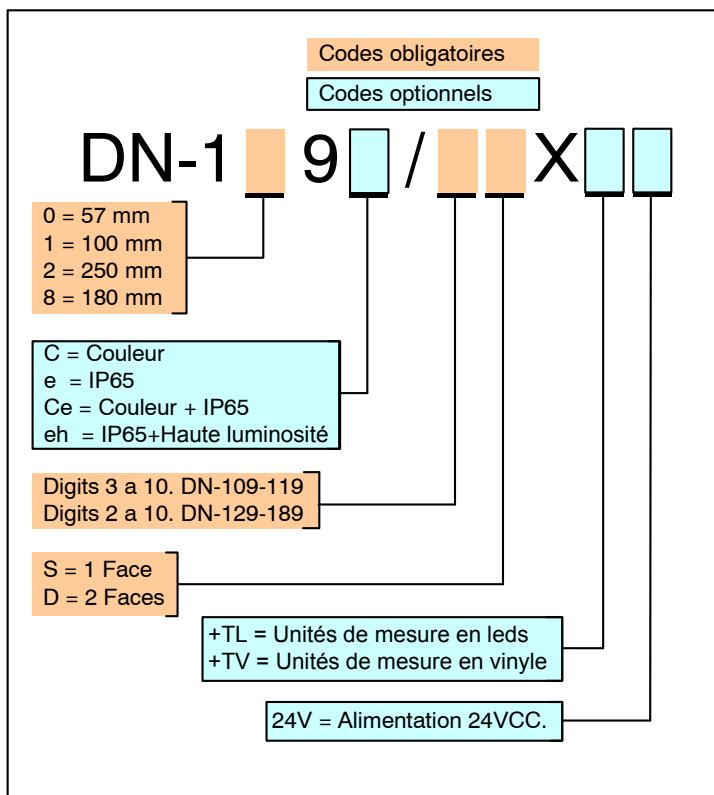 Codes obligatoires
Codes optionnels
DN-1 9 / X
0 = 57 mm
1 = 100 mm
2 = 250 mm
8 = 180 mm
C = Couleur
e = IP65
Ce = Couleur + IP65
eh = IP65+Haute luminosité
Digits 3 a 10. DN-109-119
Digits 2 a 10. DN-129-189
S = 1 Face
D = 2 Faces
+TL = Unités de mesure en leds
+TV = Unités de mesure en vinyle
24V = Alimentation 24VCC.